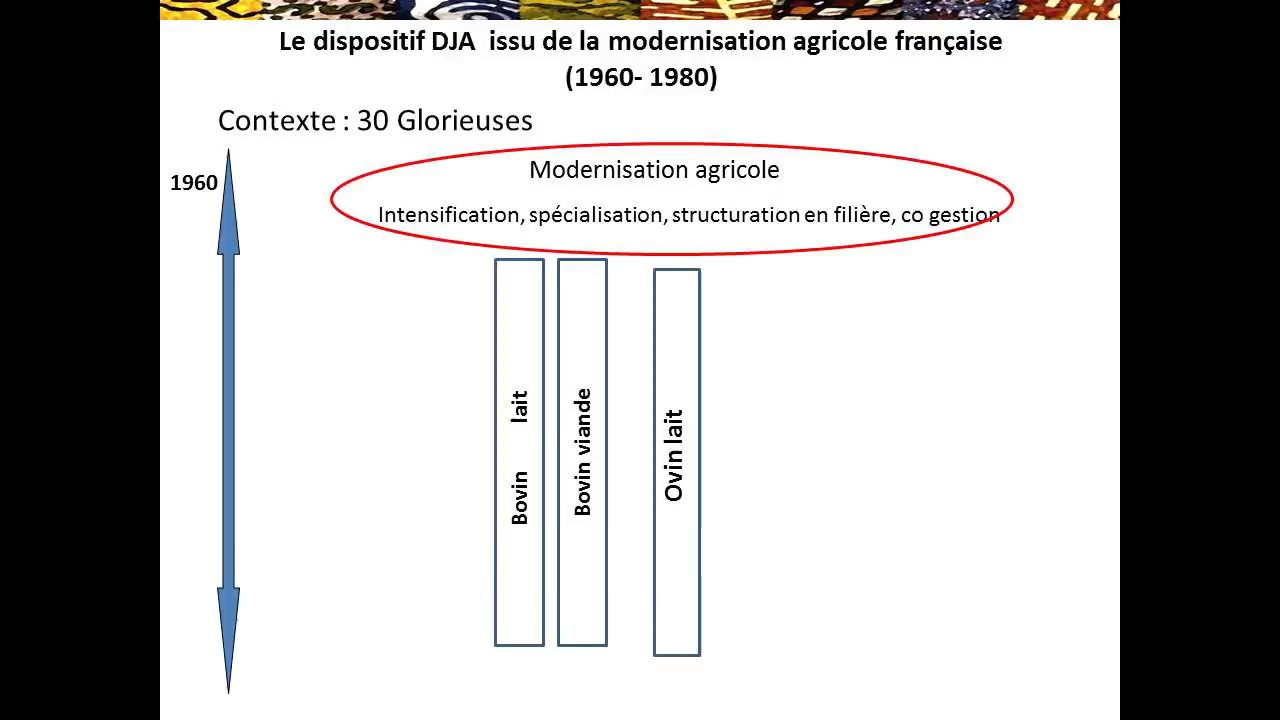 Le dispositif DJA issu de la modernisation agricole française
(1960- 1980)
Contexte : 30 Glorieuses
1960
Modernisation agricole
Intensification, spécialisation, structuration en filière, co gestion
Bovin lait
Bovin viande
Ovin lait